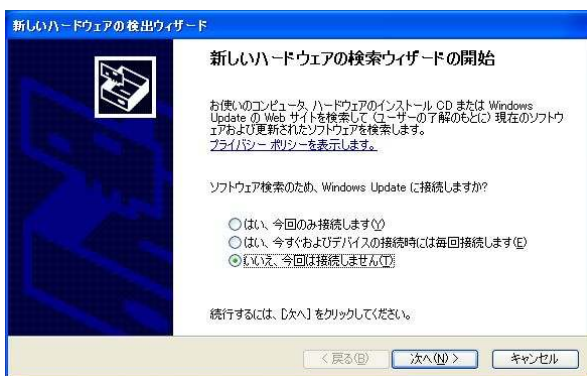 新しいハードウェアの検出ウィザード
新しいハードウェアの検索ウィザードの開始
お使いのコンピュータ、ハードウェアのインストール CD または Windows
Update の Web サイトを検索して (ユーザーの了解のもとに) 現在のソフトウ
ェアおよび更新されたソフトウェアを検索します。
プライバシー ポリシーを表示します。
ソフトウェア検索のため、Windows Update に接続しますか?
はい、今回のみ接続します(Y)
はい、今すぐおよびデバイスの接続時には毎回接続します(E)
いいえ、今回は接続しません(T)
続行するには、[次へ] をクリックしてください。
< 戻る(B) 次へ(N) > キャンセル